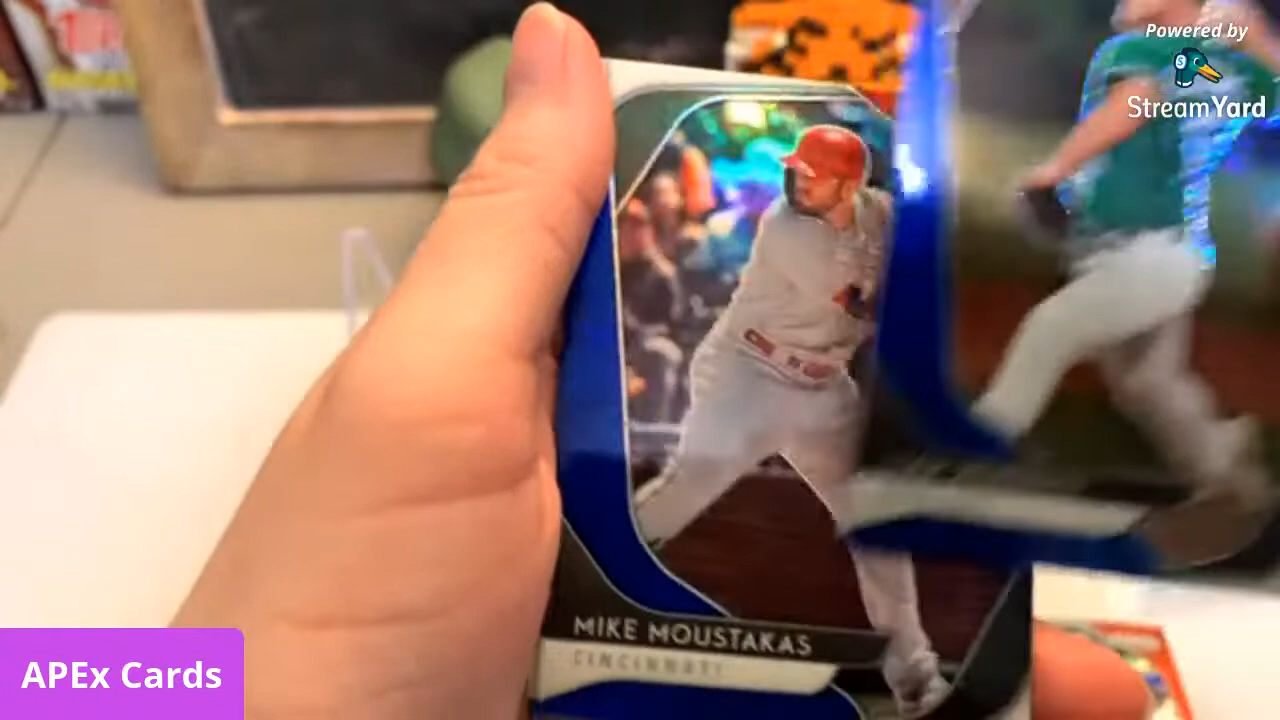 Powered by
StreamYard
MIKE MOUSTAKAS
CINCINNATI
APEx Cards